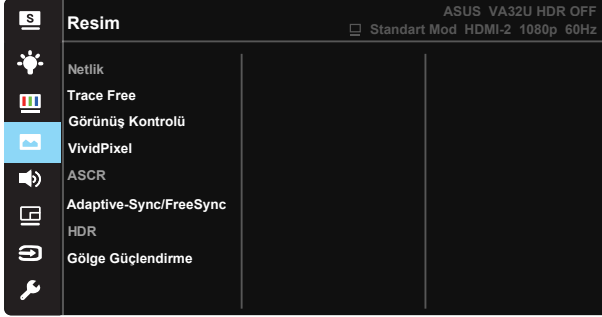 S
Resim
ASUS VA32U HDR OFF
Standart Mod HDMI-2 1080p 60Hz
Netlik
Trace Free
Görünüş Kontrolü
VividPixel
ASCR
Adaptive-Sync/FreeSync
HDR
Gölge Güçlendirme